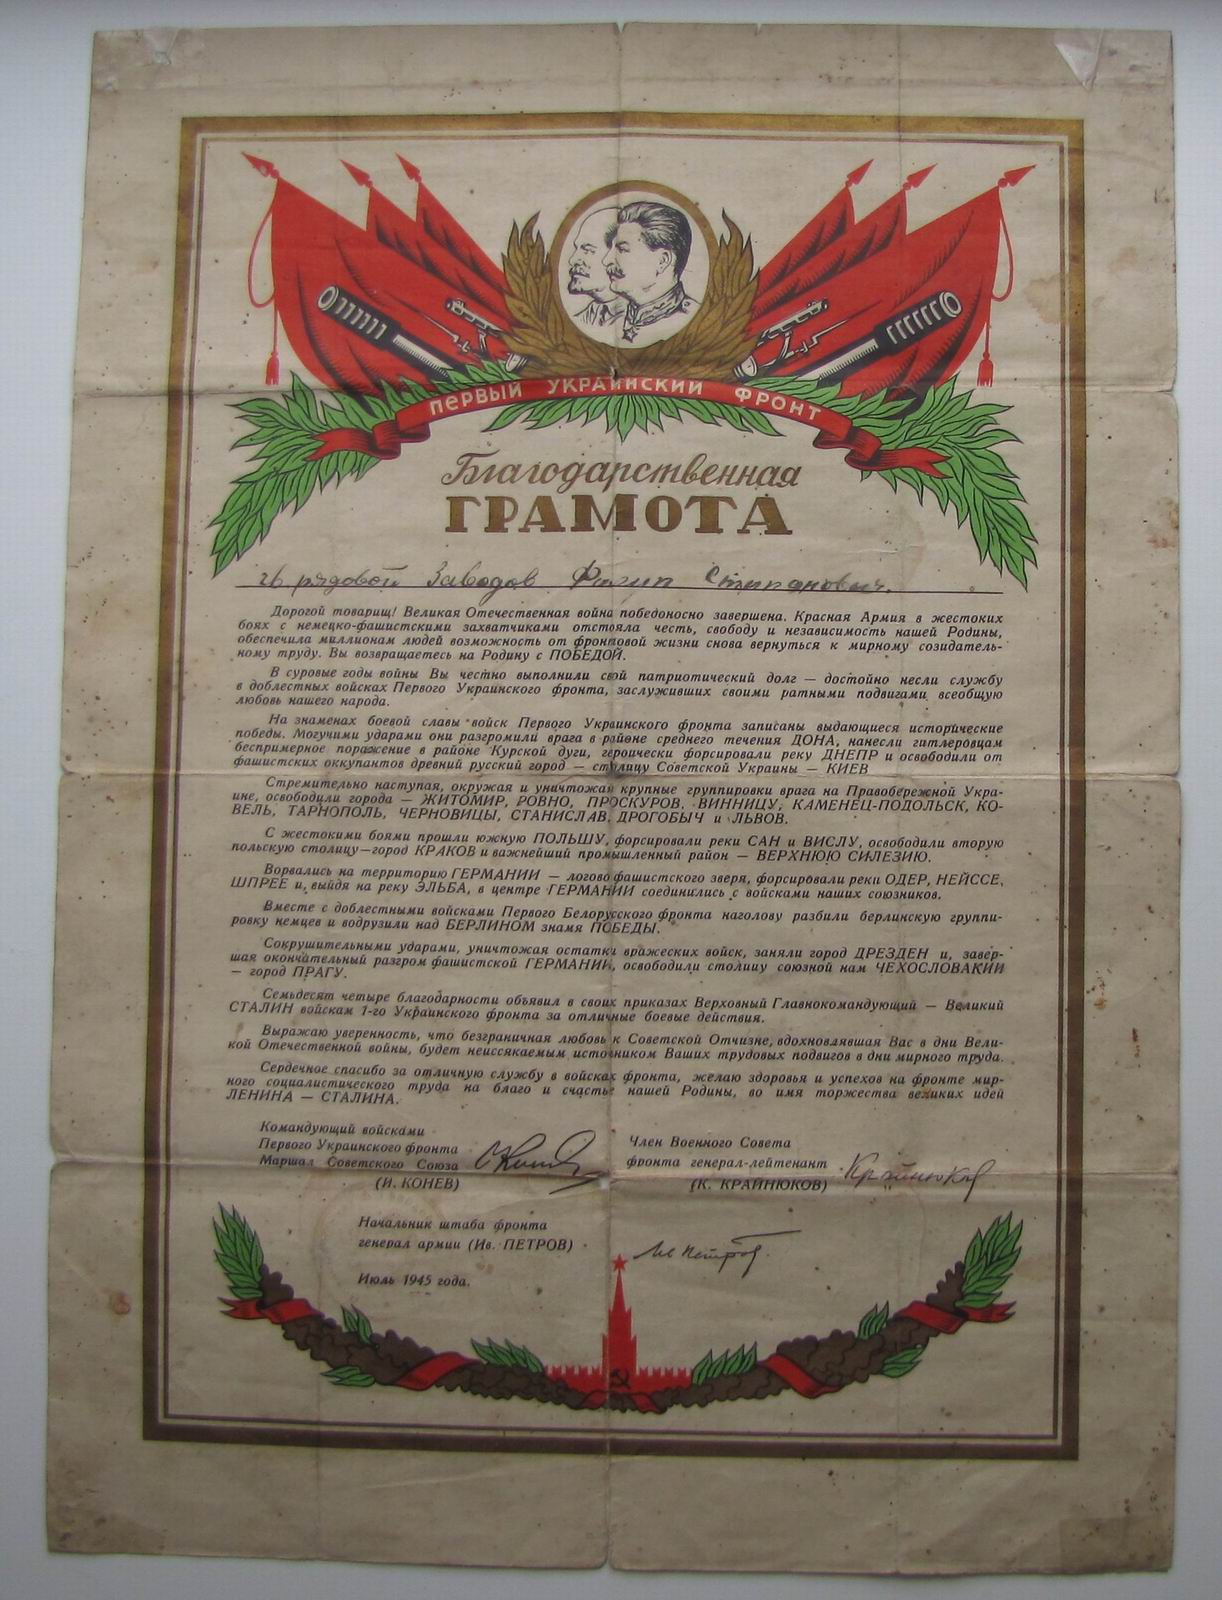 ПЕРВЫЙ УКРАИНСКИЙ ФРОНТ
Благодарственная
ГРАМОТА
гв рядовой Заводов Степанович.
Дорогой товарищ! Великая Отечественная война победоносно завершена. Красная Армия в жестоких
боях с немецко-фашистскими захватчиками отстояла честь, свободу и независимость нашей Родины,
обеспечила миллионам людей возможность от фронтовой жизни снова вернуться к мирному созидатель-
ному труду. Вы возвращаетесь на Родину с ПОБЕДОЙ.
В суровые годы войны Вы честно выполнили свой патриотический долг — достойно несли службу
в доблестных войсках Первого Украинского фронта, заслуживших своими ратными подвигами всеобщую
любовь нашего народа.
На знаменах боевой славы войск Первого Украинского фронта записаны выдающиеся исторические
победы. Могучими ударами они разгромили врага в районе среднего течения ДОНА, нанесли гитлеровцам
беспримерное поражение в районе Курской дуги, героически форсировали реку ДНЕПР и освободили от
фашистских оккупантов древний русский город — столицу Советской Украины — КИЕВ
Стремительно наступая, окружая и уничтожая крупные группировки врага на Правобережной Укра-
ине, освободили города — ЖИТОМИР, РОВНО, ПРОСКУРОВ, ВИННИЦУ, КАМЕНЕЦ-ПОДОЛЬСК, КО-
ВЕЛЬ, ТАРНОПОЛЬ, ЧЕРНОВИЦЫ, СТАНИСЛАВ, ДРОГОБЫЧ и ЛЬВОВ.
С жестокими боями прошли южную ПОЛЬШУ, форсировали реки САН и ВИСЛУ, освободили вторую
польскую столицу—город КРАКОВ и важнейший промышленный район — ВЕРХНЮЮ СИЛЕЗИЮ.
Ворвались на территорию ГЕРМАНИИ — логово фашистского зверя, форсировали реки ОДЕР, НЕЙССЕ,
ШПРЕЕ и, выйдя на реку ЭЛЬБА, в центре ГЕРМАНИИ соединились с войсками наших союзников.
Вместе с доблестными войсками Первого Белорусского фронта наголову разбили берлинскую группи-
ровку немцев и водрузили над БЕРЛИНОМ знамя ПОБЕДЫ.
Сокрушительными ударами, уничтожая остатки вражеских войск, заняли город ДРЕЗДЕН и, завер-
шая окончательный разгром фашистской ГЕРМАНИИ, освободили столицу союзной нам ЧЕХОСЛОВАКИИ
— город ПРАГУ.
Семьдесят четыре благодарности объявил в своих приказах Верховный Главнокомандующий — Великий
СТАЛИН войскам 1-го Украинского фронта за отличные боевые действия.
Выражаю уверенность, что безграничная любовь к Советской Отчизне, вдохновлявшая Вас в дни Вели-
кой Отечественной войны, будет неиссякаемым источником Ваших трудовых подвигов в дни мирного труда.
Сердечное спасибо за отличную службу в войсках фронта, желаю здоровья и успехов на фронте мир-
ного социалистического труда на благо и счастье нашей Родины, во имя торжества великих идей
ЛЕНИНА — СТАЛИНА.
Командующий войсками
Первого Украинского фронта
Маршал Советского Союза
(И. КОНЕВ)
Член Военного Совета
фронта генерал-лейтенант Крайнюков
(К. КРАЙНЮКОВ)
Начальник штаба фронта
генерал армии (Ив. ПЕТРОВ) Ив Петров
Июль 1945 года.